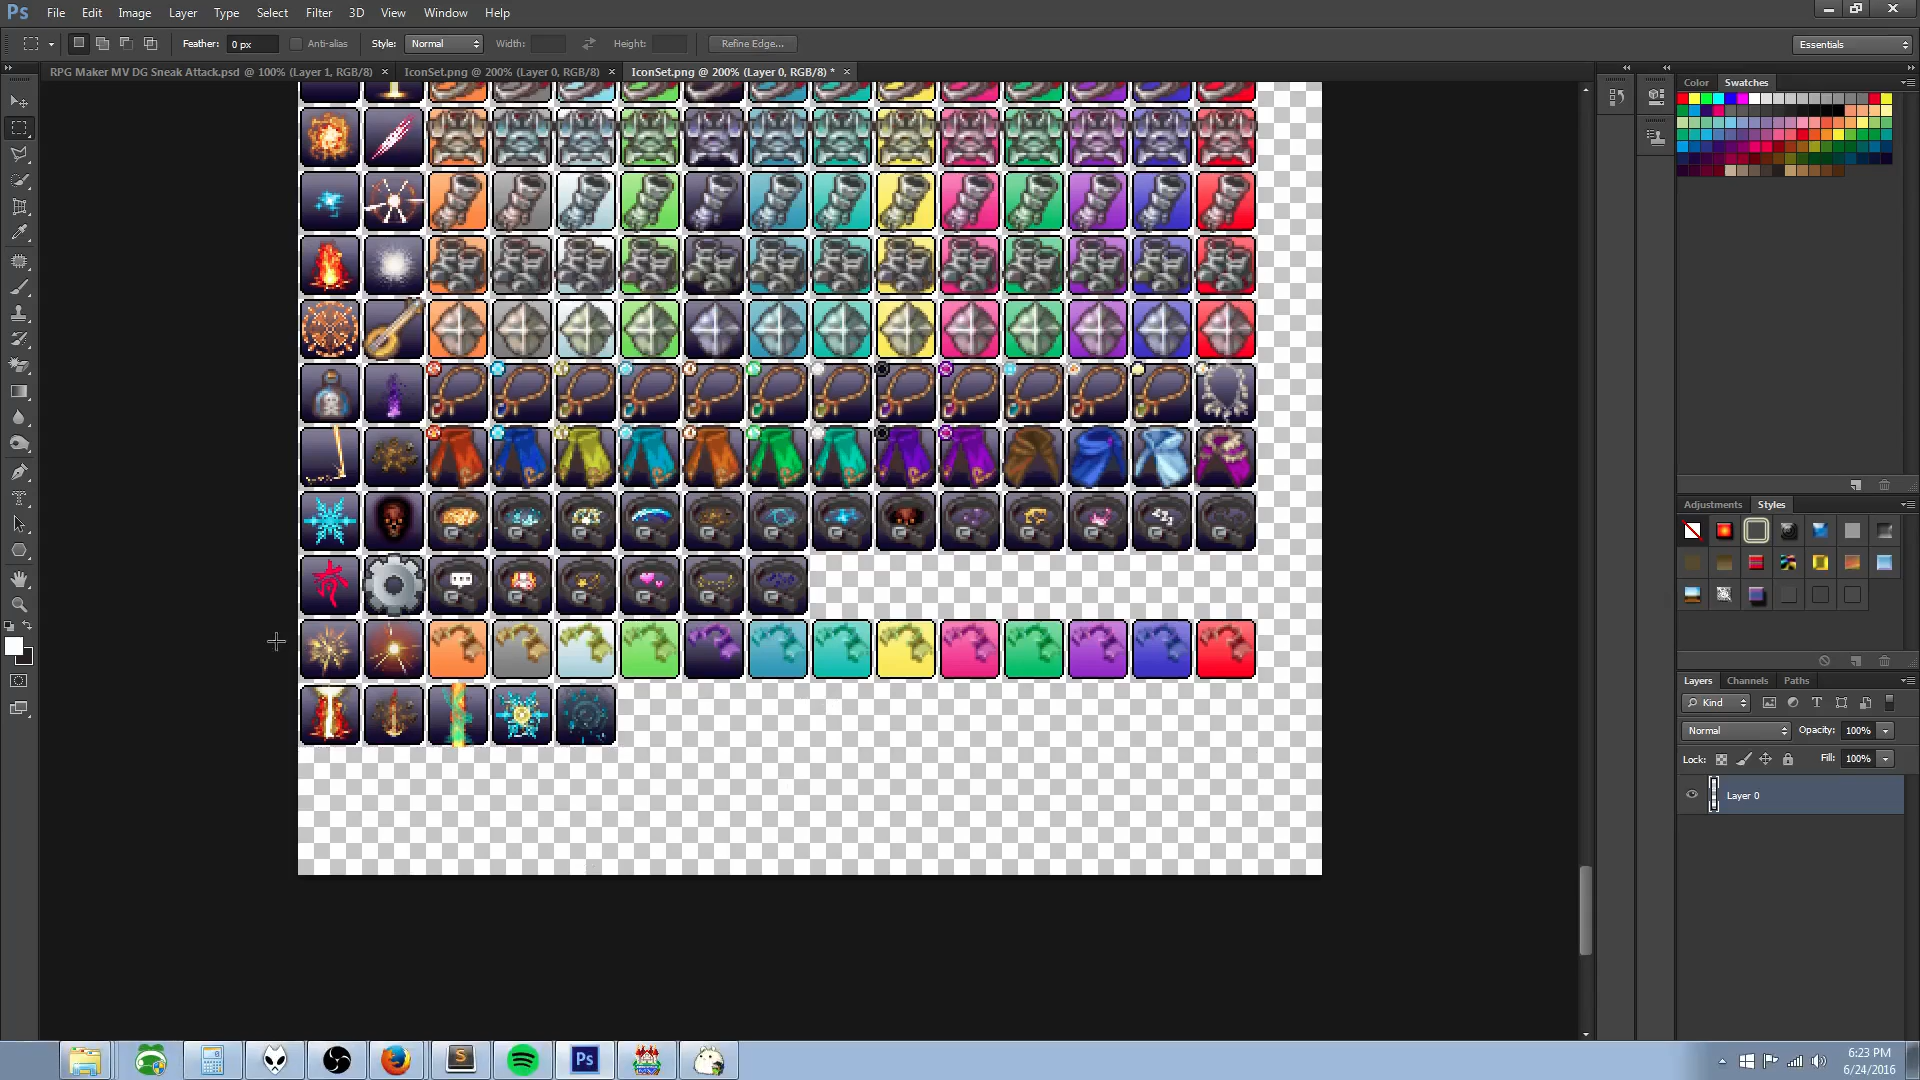 Ps File Edit Image Layer Type Select Filter 3D View Window Help
Feather: 0 px Anti-alias Style: Normal Width: Height: Refine Edge... Essentials
RPG Maker MV DG Sneak Attack.psd @ 100% (Layer 1, RGB/8) × IconSet.png @ 200% (Layer 0, RGB/8) × IconSet.png @ 200% (Layer 0, RGB/8) * ×
Color Swatches
Adjustments Styles
Layers Channels Paths
Kind
Normal Opacity: 100%
Lock: Fill: 100%
Layer 0
S Ps
6:23 PM
6/24/2016